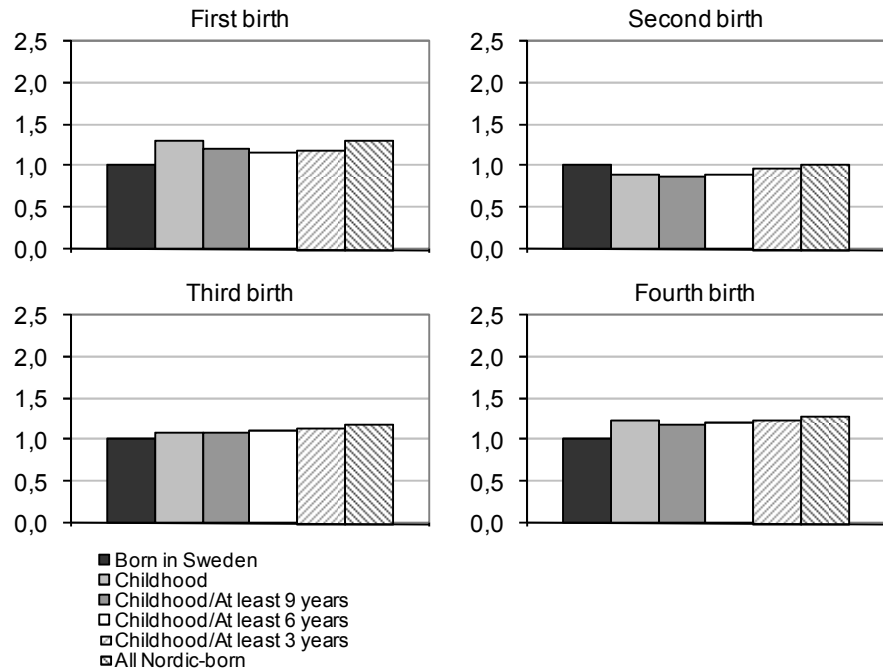 First birth
2,5
2,0
1,5
1,0
0,5
0,0
Second birth
2,5
2,0
1,5
1,0
0,5
0,0
Third birth
2,5
2,0
1,5
1,0
0,5
0,0
Fourth birth
2,5
2,0
1,5
1,0
0,5
0,0
Born in Sweden
Childhood
Childhood/At least 9 years
Childhood/At least 6 years
Childhood/At least 3 years
All Nordic-born